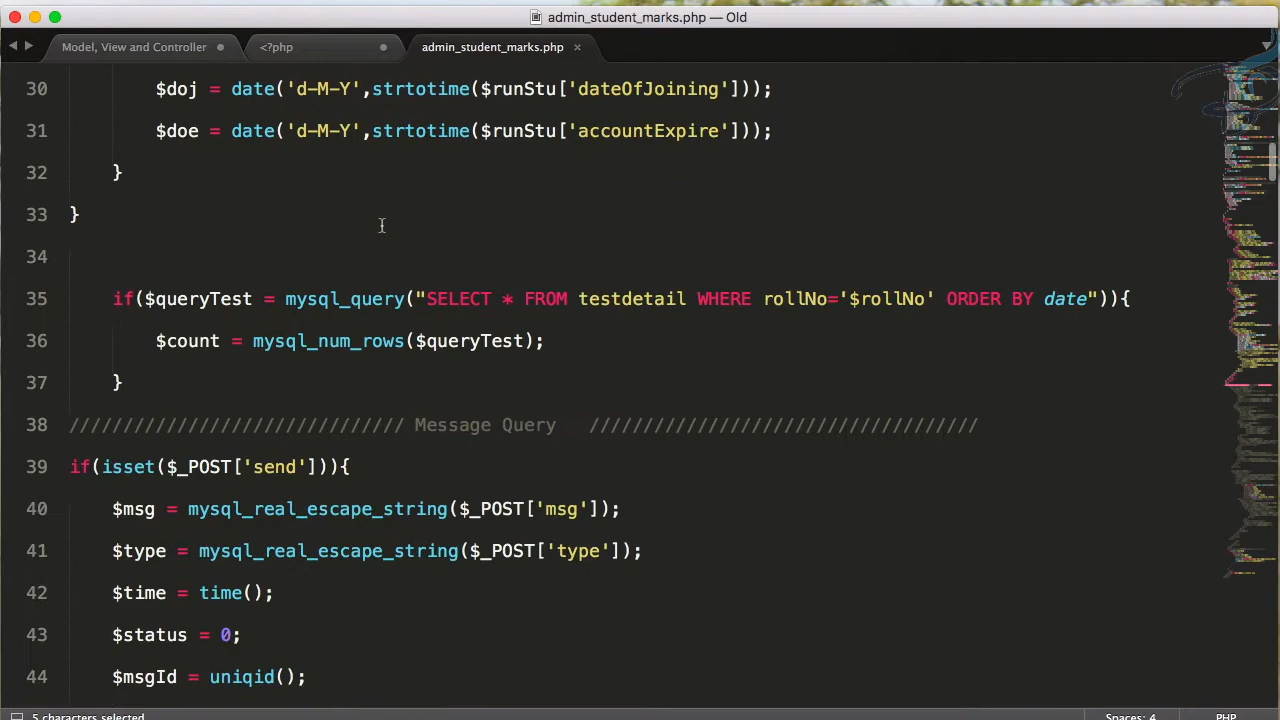 admin_student_marks.php — Old
Model, View and Controller
<?php
admin_student_marks.php ×
30 $doj = date('d-M-Y',strtotime($runStu['dateOfJoining']));
31 $doe = date('d-M-Y',strtotime($runStu['accountExpire']));
32 }
33 }
34
35 if($queryTest = mysql_query("SELECT * FROM testdetail WHERE rollNo='$rollNo' ORDER BY date")){
36 $count = mysql_num_rows($queryTest);
37 }
38 /////////////////////////////// Message Query ////////////////////////////////////
39 if(isset($_POST['send'])){
40 $msg = mysql_real_escape_string($_POST['msg']);
41 $type = mysql_real_escape_string($_POST['type']);
42 $time = time();
43 $status = 0;
44 $msgId = uniqid();
5 characters selected
Spaces: 4
PHP